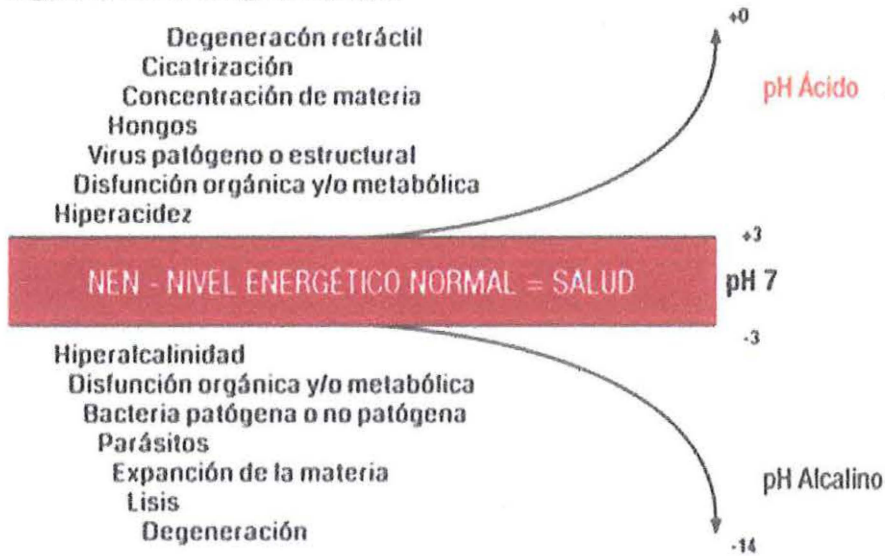 +0
Degeneracón retráctil
Cicatrización
pH Ácido
Concentración de materia
Hongos
Virus patógeno o estructural
Disfunción orgánica y/o metabólica
Hiperacidez
+3
NEN - NIVEL ENERGÉTICO NORMAL = SALUD
pH 7
-3
Hiperalcalinidad
Disfunción orgánica y/o metabólica
Bacteria patógena o no patógena
Parásitos
Expanción de la materia
pH Alcalino
Lisis
Degeneración
-14